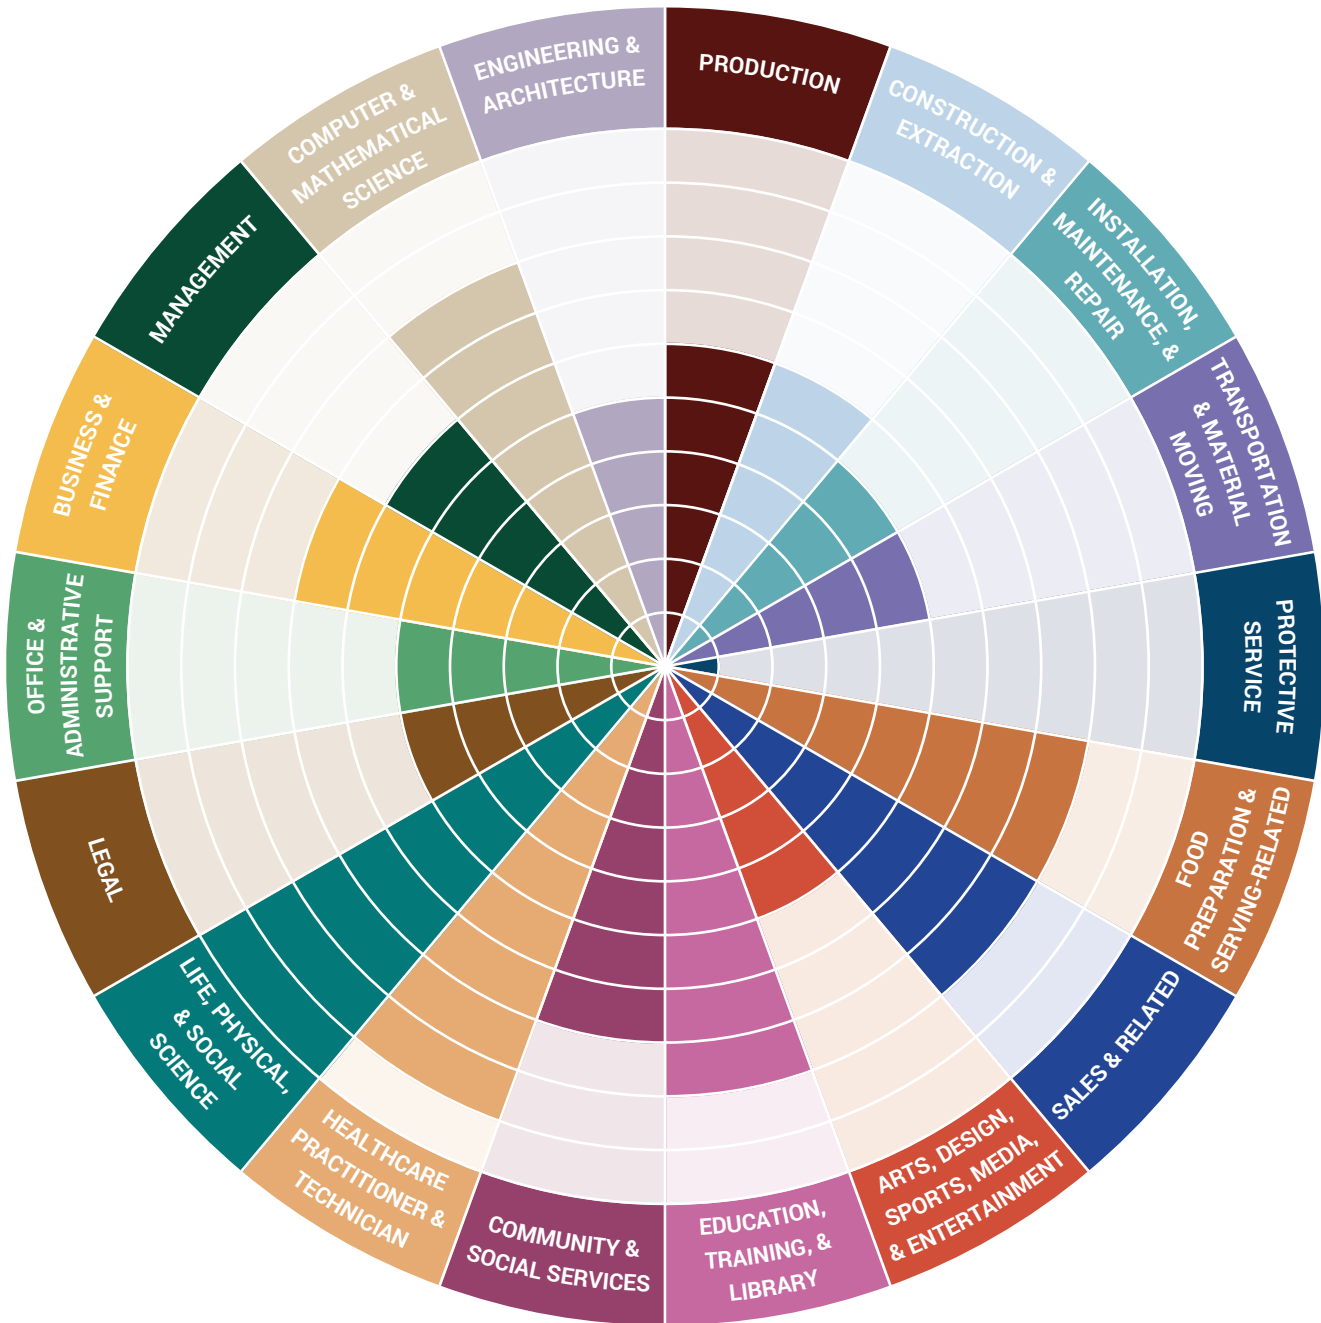 PRODUCTION
CONSTRUCTION &
EXTRACTION
INSTALLATION,
MAINTENANCE, &
REPAIR
TRANSPORTATION
& MATERIAL
MOVING
PROTECTIVE
SERVICE
FOOD
PREPARATION &
SERVING-RELATED
SALES & RELATED
ARTS, DESIGN,
SPORTS, MEDIA,
& ENTERTAINMENT
EDUCATION,
TRAINING, &
LIBRARY
COMMUNITY &
SOCIAL SERVICES
HEALTHCARE
PRACTITIONER &
TECHNICIAN
LIFE, PHYSICAL,
& SOCIAL
SCIENCE
LEGAL
OFFICE &
ADMINISTRATIVE
SUPPORT
BUSINESS &
FINANCE
MANAGEMENT
COMPUTER &
MATHEMATICAL
SCIENCE
ENGINEERING &
ARCHITECTURE